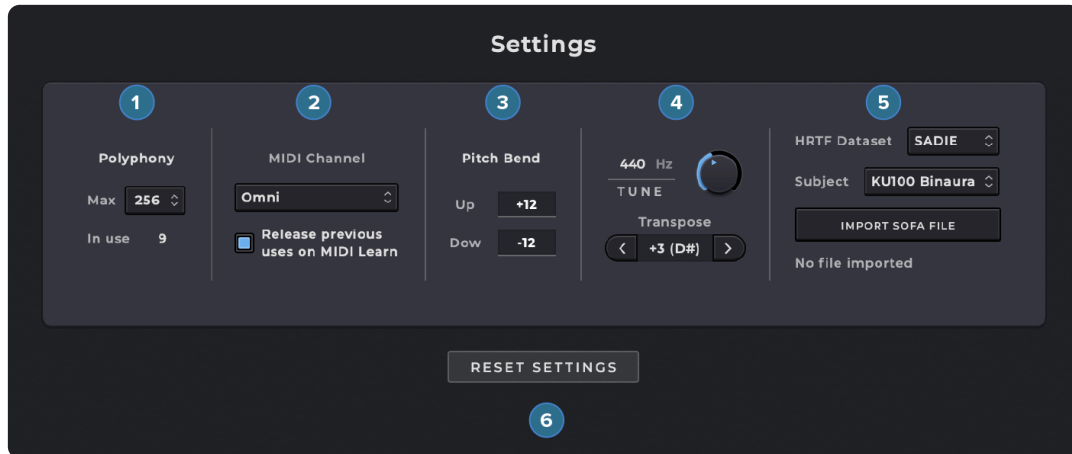 Settings
1
Polyphony
Max 256
In use 9
2
MIDI Channel
Omni
Release previous
uses on MIDI Learn
3
Pitch Bend
Up +12
Dow -12
4
440 Hz
TUNE
Transpose
< +3 (D#) >
5
HRTF Dataset SADIE
Subject KU100 Binaura
IMPORT SOFA FILE
No file imported
RESET SETTINGS
6